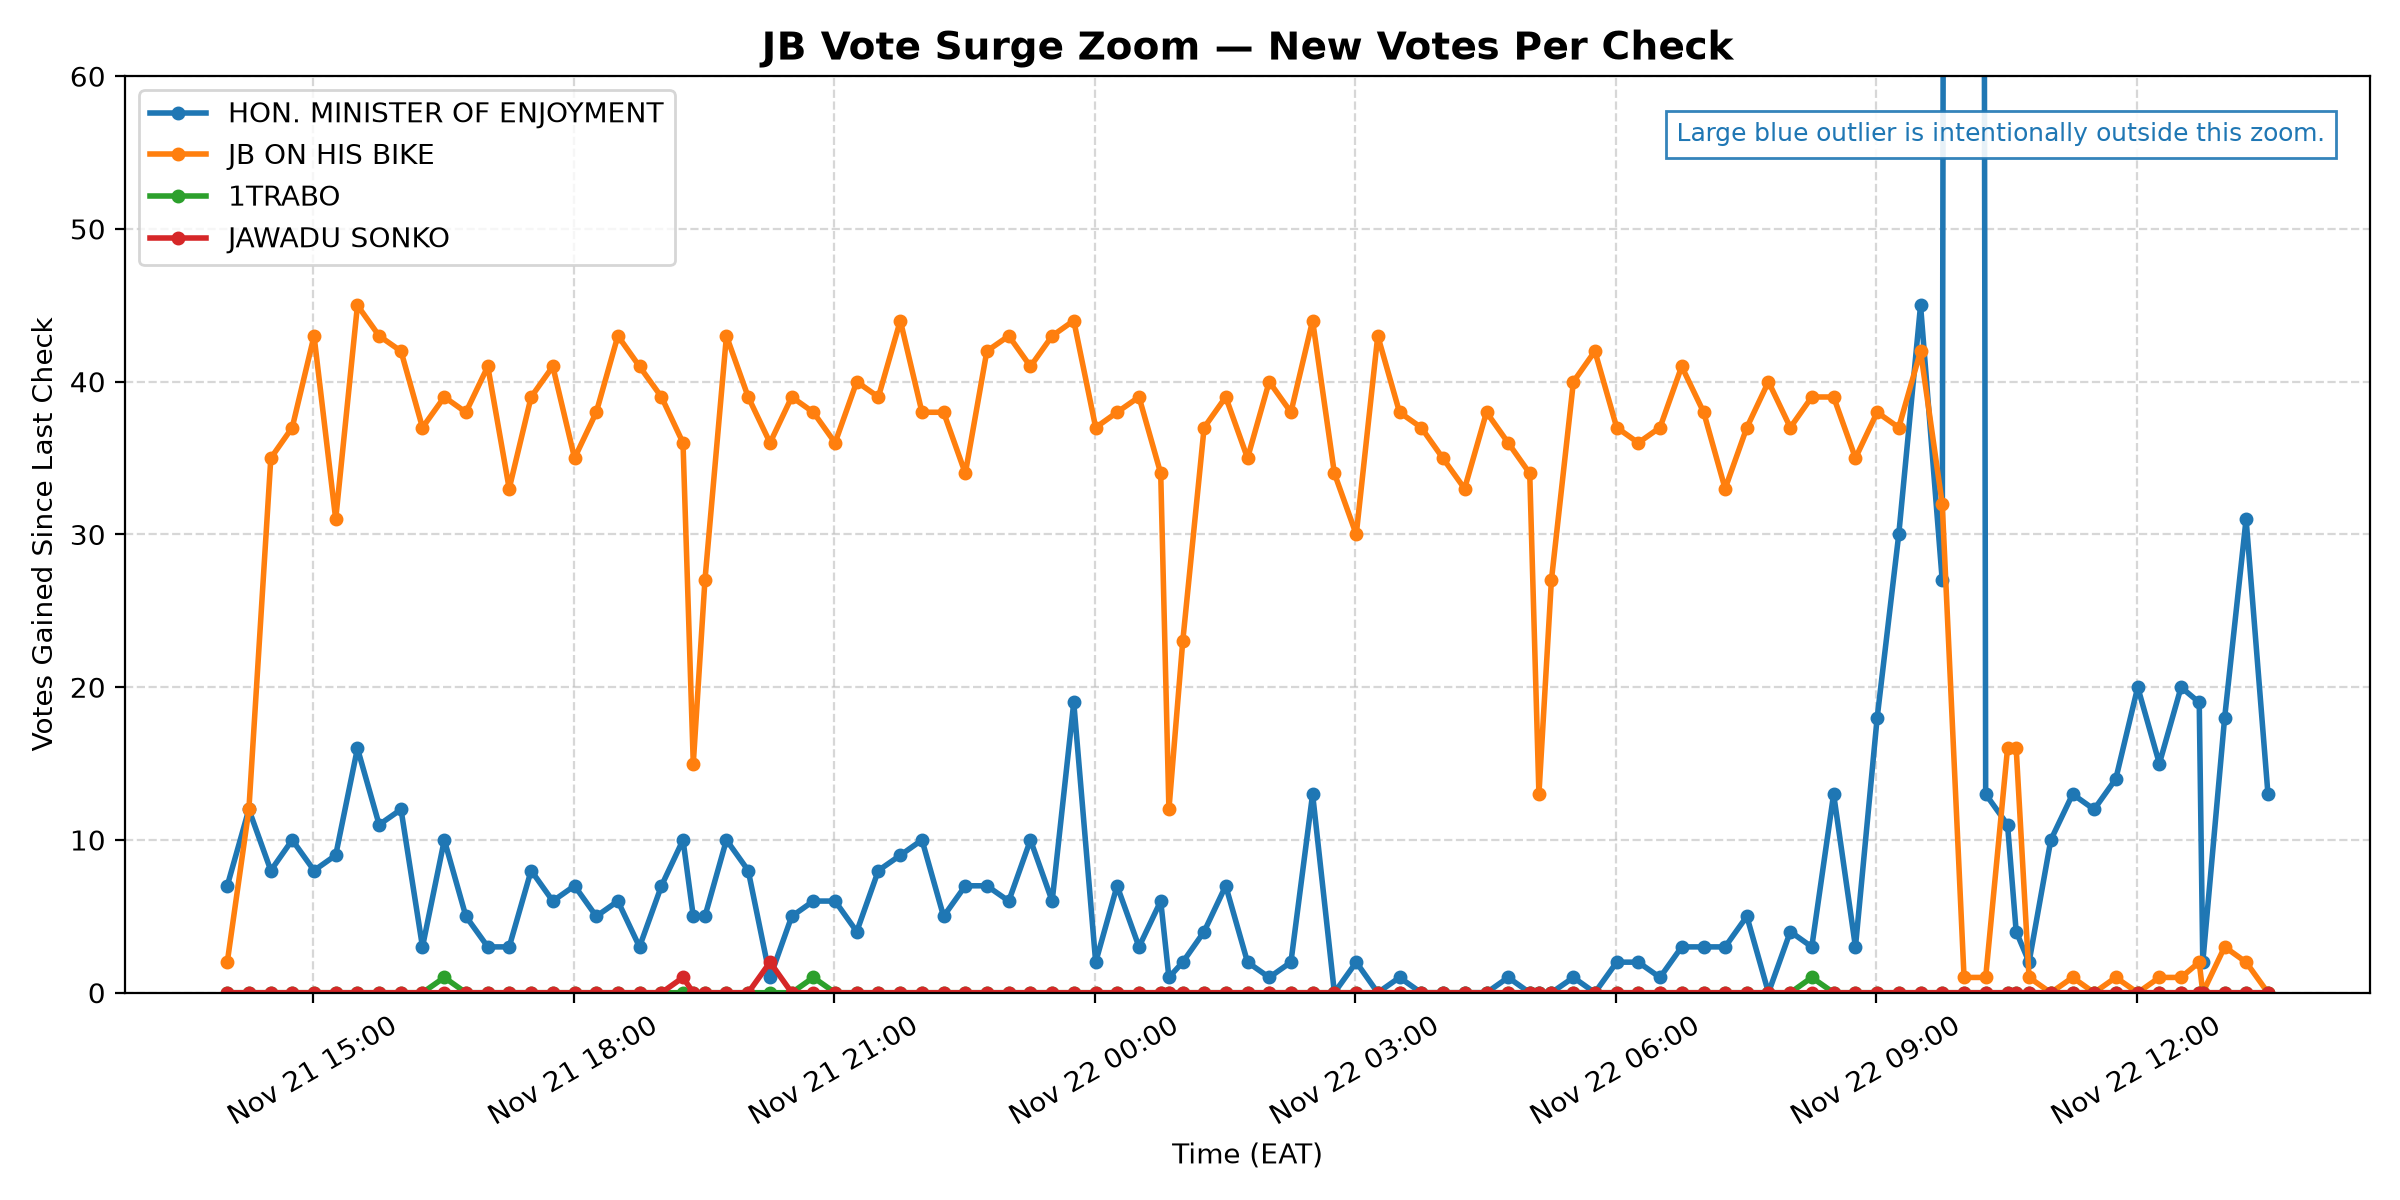 JB Vote Surge Zoom — New Votes Per Check
60
50
40
30
20
10
0
Votes Gained Since Last Check
HON. MINISTER OF ENJOYMENT
JB ON HIS BIKE
1TRABO
JAWADU SONKO
Large blue outlier is intentionally outside this zoom.
Nov 21 15:00
Nov 21 18:00
Nov 21 21:00
Nov 22 00:00
Nov 22 03:00
Nov 22 06:00
Nov 22 09:00
Nov 22 12:00
Time (EAT)